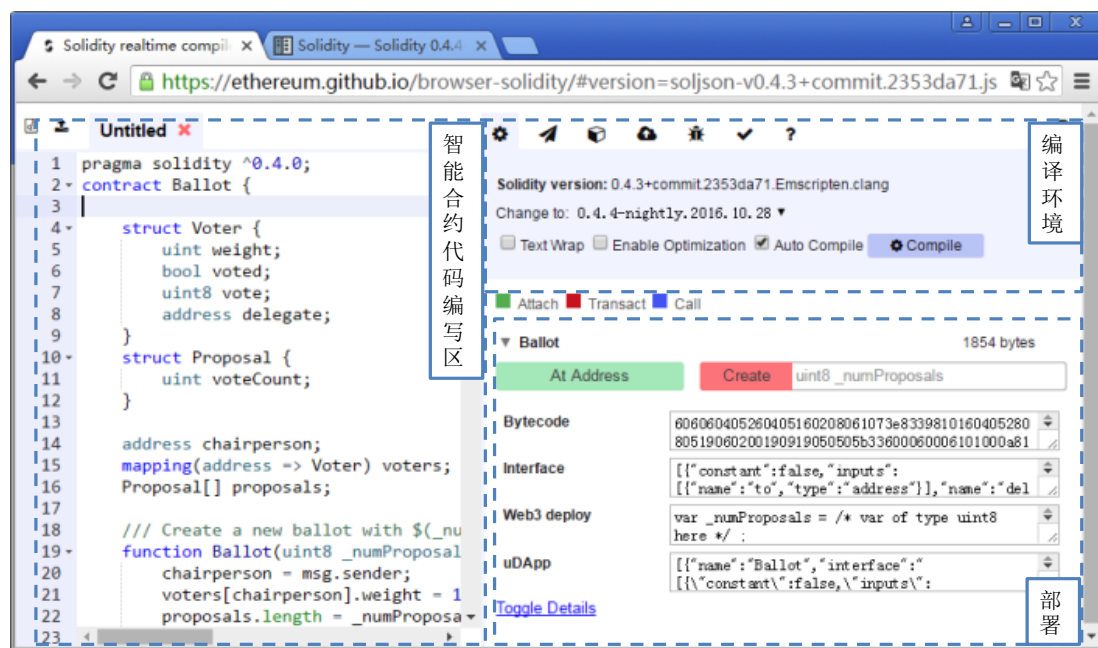 Solidity realtime compil
Solidity — Solidity 0.4.4
https://ethereum.github.io/browser-solidity/#version=soljson-v0.4.3+commit.2353da71.js
Untitled
智能合约代码编写区
1 pragma solidity ^0.4.0;
2 contract Ballot {
3
4 struct Voter {
5 uint weight;
6 bool voted;
7 uint8 vote;
8 address delegate;
9 }
10 struct Proposal {
11 uint voteCount;
12 }
13
14 address chairperson;
15 mapping(address => Voter) voters;
16 Proposal[] proposals;
17
18 /// Create a new ballot with $(_nu
19 function Ballot(uint8 _numProposal
20 chairperson = msg.sender;
21 voters[chairperson].weight = 1
22 proposals.length = _numProposa
23
?
编译环境
Solidity version: 0.4.3+commit.2353da71.Emscripten.clang
Change to: 0.4.4-nightly.2016.10.28
Text Wrap Enable Optimization Auto Compile Compile
Attach Transact Call
Ballot 1854 bytes
At Address Create uint8 _numProposals
Bytecode
6060604052604051602080611073e8339810160405280
8051906020019091905050505b33600060006101000a81
Interface
[{"constant":false,"inputs":
[{"name":"to","type":"address"}],"name":"del
Web3 deploy
var _numProposals = /* var of type uint8
here */ ;
uDApp
[{"name":"Ballot","interface":"
[{\"constant\":false,\"inputs\":
Toggle Details
部署